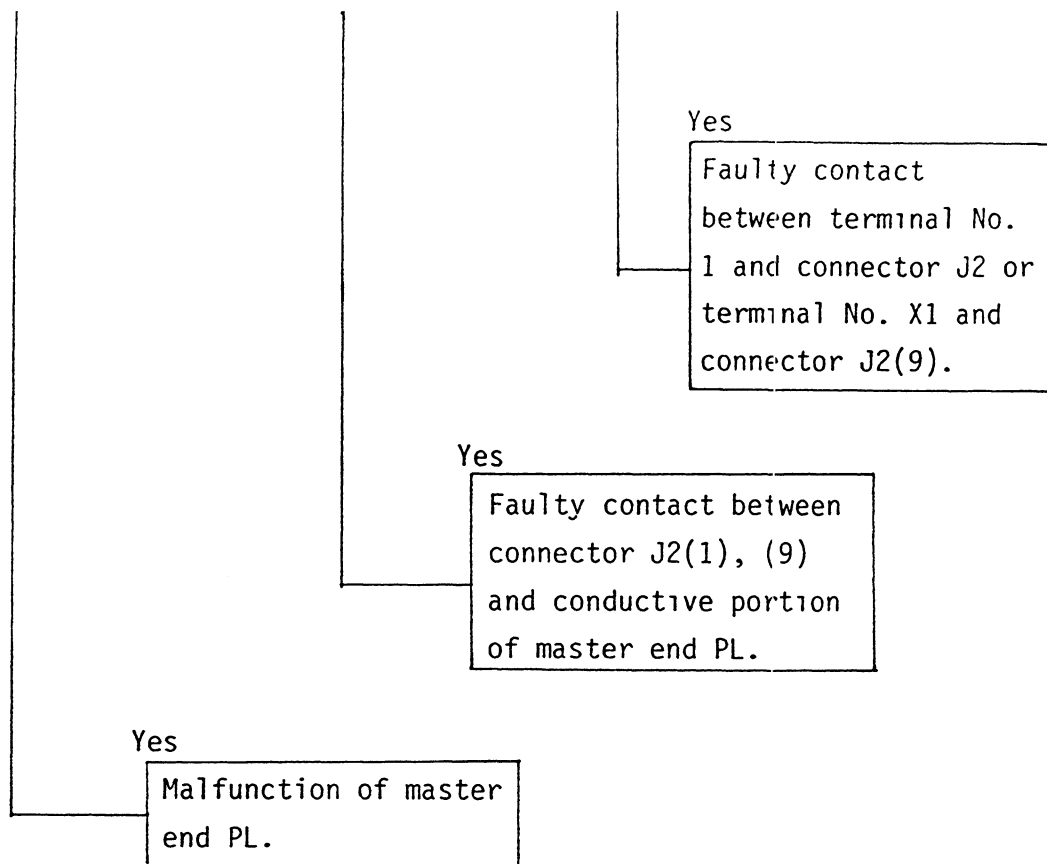 Yes
Faulty contact
between terminal No.
1 and connector J2 or
terminal No. X1 and
connector J2(9).
Yes
Faulty contact between
connector J2(1), (9)
and conductive portion
of master end PL.
Yes
Malfunction of master
end PL.